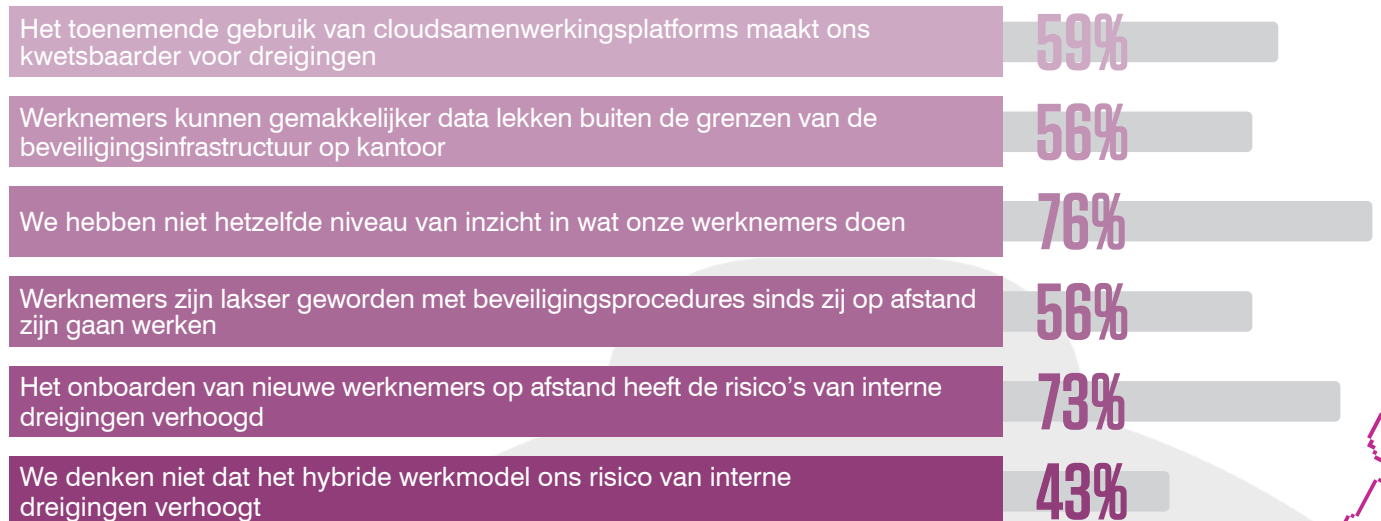 Het toenemende gebruik van cloudsamenwerkingsplatforms maakt ons
kwetsbaarder voor dreigingen
59%
Werknemers kunnen gemakkelijker data lekken buiten de grenzen van de
beveiligingsinfrastructuur op kantoor
56%
We hebben niet hetzelfde niveau van inzicht in wat onze werknemers doen
76%
Werknemers zijn lakser geworden met beveiligingsprocedures sinds zij op afstand
zijn gaan werken
56%
Het onboarden van nieuwe werknemers op afstand heeft de risico’s van interne
dreigingen verhoogd
73%
We denken niet dat het hybride werkmodel ons risico van interne
dreigingen verhoogt
43%